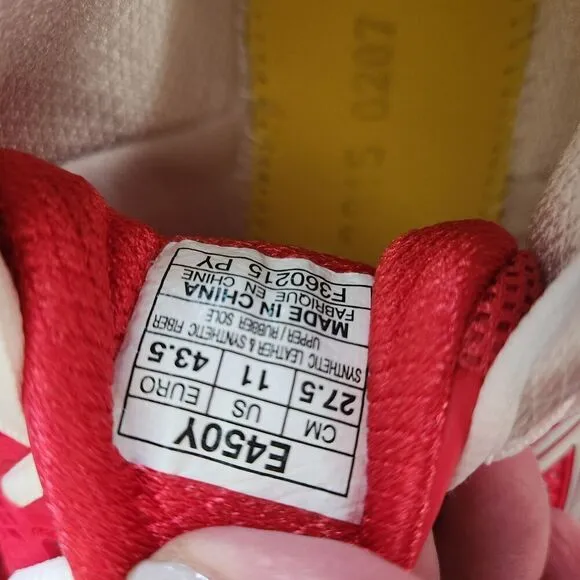 E450Y
CM US EURO
27.5 11 43.5
SYNTHETIC LEATHER & SYNTHETIC FIBER
UPPER / RUBBER SOLE
MADE IN CHINA
FABRIQUE EN CHINE
F360215 PY
0207